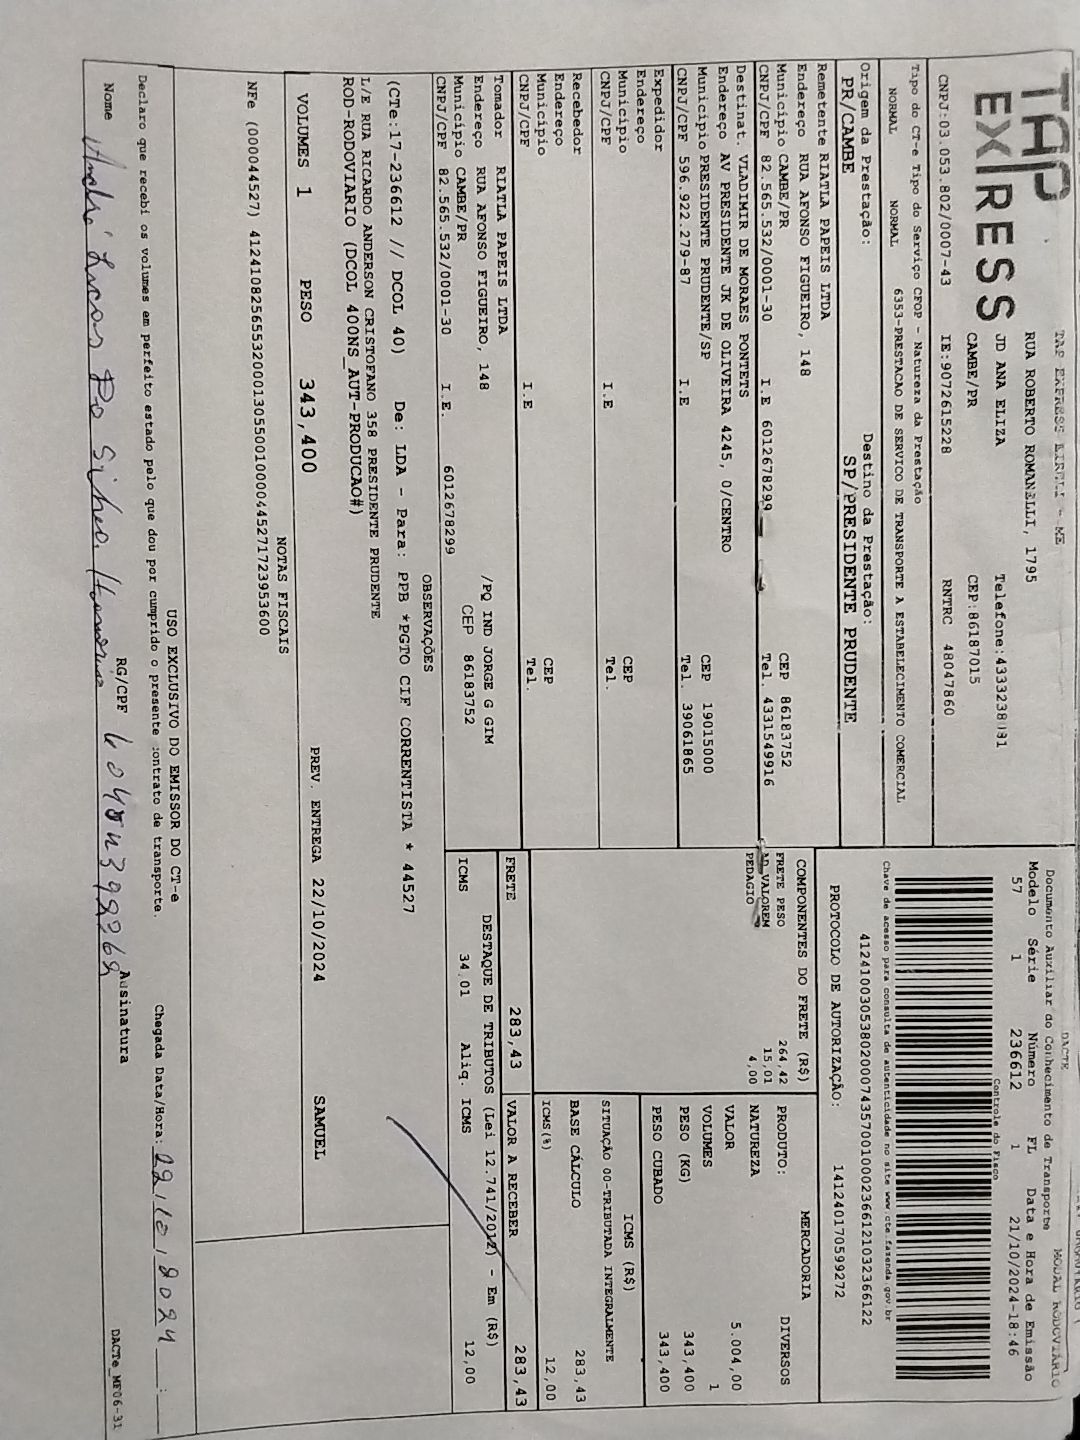 TAP
EXPRESS
TAP EXPRESS EIRELI - ME
RUA ROBERTO ROMANELLI, 1795
JD ANA ELIZA Telefone:4333238131
CAMBE/PR CEP:86187015
CNPJ:03.053.802/0007-43 IE:9072615228 RNTRC 48047860
DACTE
Documento Auxiliar do Conhecimento de Transporte
MODAL RODOVIÁRIO
Modelo Série Número FL Data e Hora de Emissão
57 1 236612 1 21/10/2024-18:46
Controle do Fisco
Chave de acesso para consulta de autenticidade no site www.cte.fazenda.gov.br
41241003053802000743570010002366121032366122
PROTOCOLO DE AUTORIZAÇÃO: 141240170599272
Tipo do CT-e Tipo do Serviço CFOP - Natureza da Prestação
NORMAL NORMAL 6353-PRESTACAO DE SERVICO DE TRANSPORTE A ESTABELECIMENTO COMERCIAL
Origem da Prestação: Destino da Prestação:
PR/CAMBE SP/PRESIDENTE PRUDENTE
Remetente RIATLA PAPEIS LTDA
Endereço RUA AFONSO FIGUEIRO, 148
Município CAMBE/PR CEP 86183752
CNPJ/CPF 82.565.532/0001-30 I.E 6012678299 Tel. 4331549916
Destinat. VLADIMIR DE MORAES PONTETS
Endereço AV PRESIDENTE JK DE OLIVEIRA 4245, 0/CENTRO
Município PRESIDENTE PRUDENTE/SP CEP 19015000
CNPJ/CPF 596.922.279-87 I.E Tel. 39061865
Expedidor
Endereço
Município CEP
CNPJ/CPF I.E Tel.
Recebedor
Endereço
Município CEP
CNPJ/CPF I.E Tel.
Tomador RIATLA PAPEIS LTDA
Endereço RUA AFONSO FIGUEIRO, 148 /PQ IND JORGE G GIM
Município CAMBE/PR CEP 86183752
CNPJ/CPF 82.565.532/0001-30 I.E. 6012678299
COMPONENTES DO FRETE (R$)
FRETE PESO 264,42
AD VALOREM 15,01
PEDAGIO 4,00
PRODUTO: MERCADORIA
NATUREZA DIVERSOS
VALOR 5.004,00
VOLUMES 1
PESO (KG) 343,400
PESO CUBADO 343,400
ICMS (R$)
SITUAÇÃO 00-TRIBUTADA INTEGRALMENTE
BASE CÁLCULO 283,43
ICMS(%) 12,00
FRETE 283,43 VALOR A RECEBER 283,43
DESTAQUE DE TRIBUTOS (Lei 12.741/2012) - Em (R$)
ICMS 34.01 Aliq. ICMS 12,00
OBSERVAÇÕES
(CTe:17-236612 // DCOL 40) De: LDA - Para: PPB *PGTO CIF CORRENTISTA * 44527
L/E RUA RICARDO ANDERSON CRISTOFANO 358 PRESIDENTE PRUDENTE
ROD-RODOVIARIO (DCOL 400NS_AUT-PRODUCAO#)
VOLUMES 1 PESO 343,400 PREV. ENTREGA 22/10/2024 SAMUEL
NOTAS FISCAIS
NFe (000044527) 41241082565532000130550010000445271723953600
USO EXCLUSIVO DO EMISSOR DO CT-e
Declaro que recebi os volumes em perfeito estado pelo que dou por cumprido o presente contrato de transporte. Chegada Data/Hora: 22/10/2024 :
Nome André Lucas RG/CPF Assinatura
DACTe_MF06-31